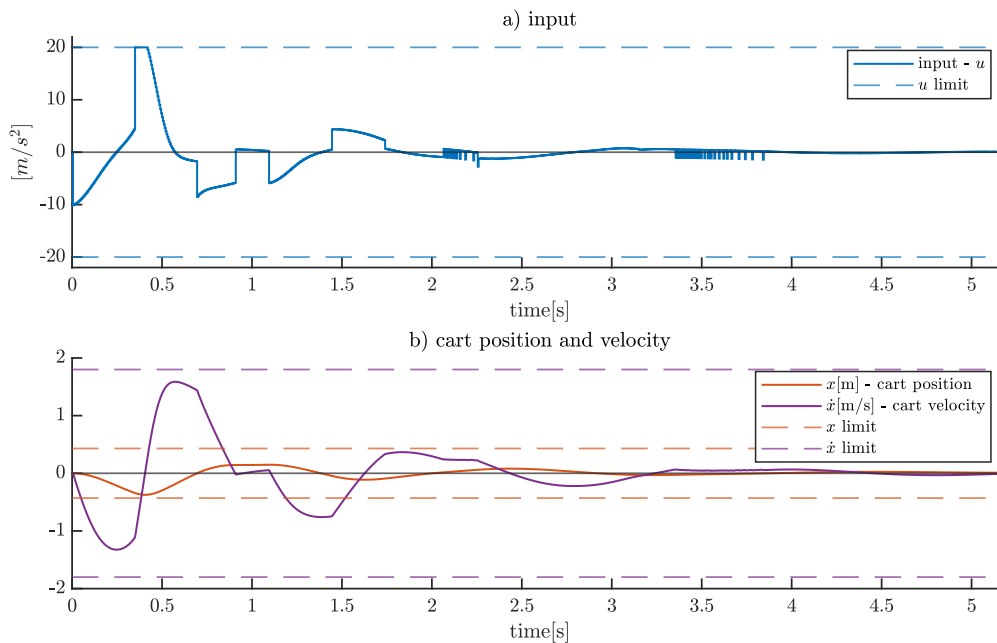 a) input
20
10
0
-10
-20
[m/s²]
input - u
u limit
0 0.5 1 1.5 2 2.5 3 3.5 4 4.5 5
time[s]
b) cart position and velocity
2
1
0
-1
-2
x[m] - cart position
ẋ[m/s] - cart velocity
x limit
ẋ limit
0 0.5 1 1.5 2 2.5 3 3.5 4 4.5 5
time[s]